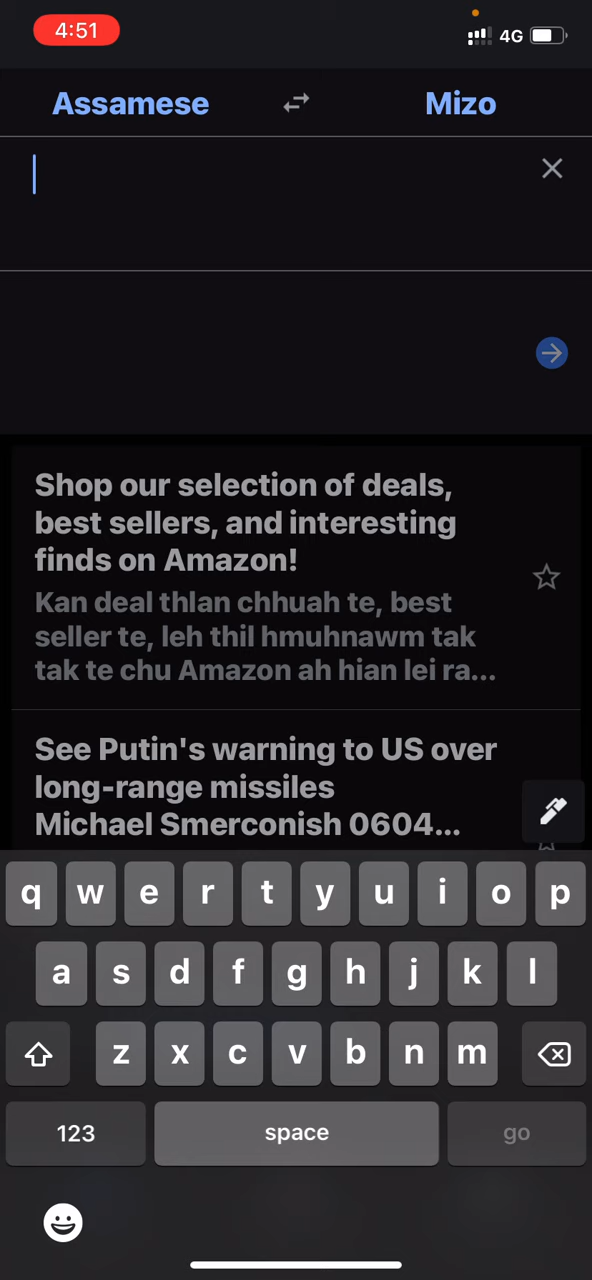 4:51
4G
Assamese
Mizo
Shop our selection of deals,
best sellers, and interesting
finds on Amazon!
Kan deal thlan chhuah te, best
seller te, leh thil hmuhnawm tak
tak te chu Amazon ah hian lei ra...
See Putin's warning to US over
long-range missiles
Michael Smerconish 0604...
q w e r t y u i o p
a s d f g h j k l
z x c v b n m
123 space go